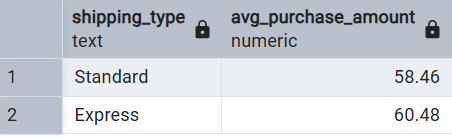 shipping_type avg_purchase_amount
text numeric
1 Standard 58.46
2 Express 60.48